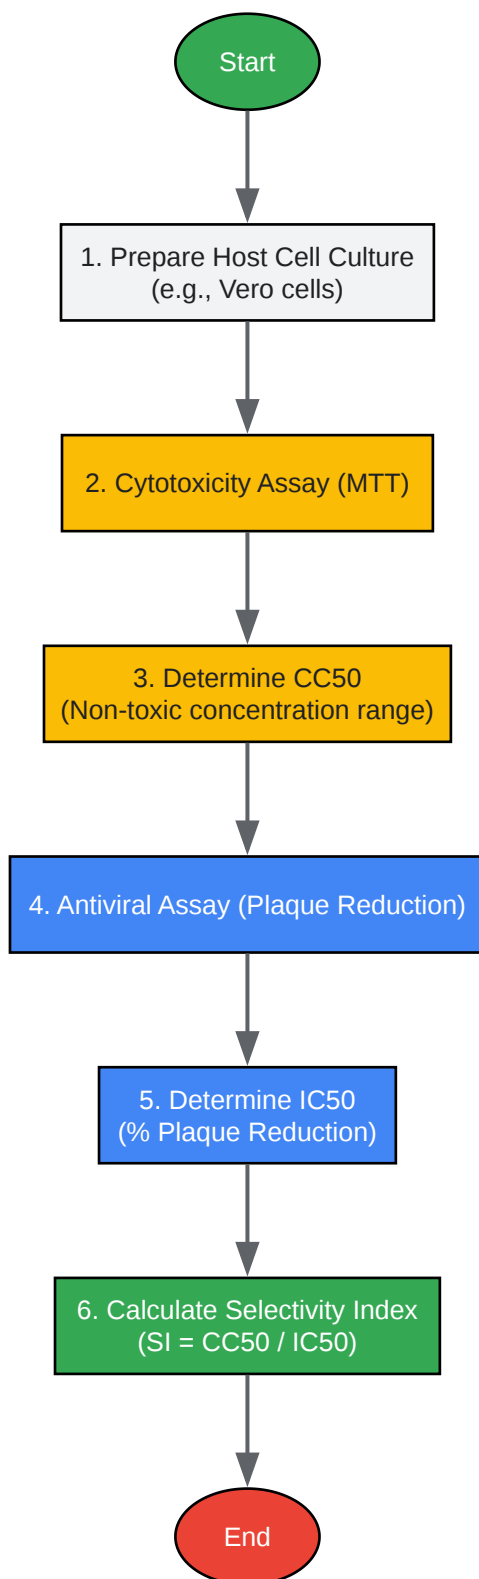 Start
1. Prepare Host Cell Culture
(e.g., Vero cells)
2. Cytotoxicity Assay (MTT)
3. Determine CC50
(Non-toxic concentration range)
4. Antiviral Assay (Plaque Reduction)
5. Determine IC50
(% Plaque Reduction)
6. Calculate Selectivity Index
(SI = CC50 / IC50)
End